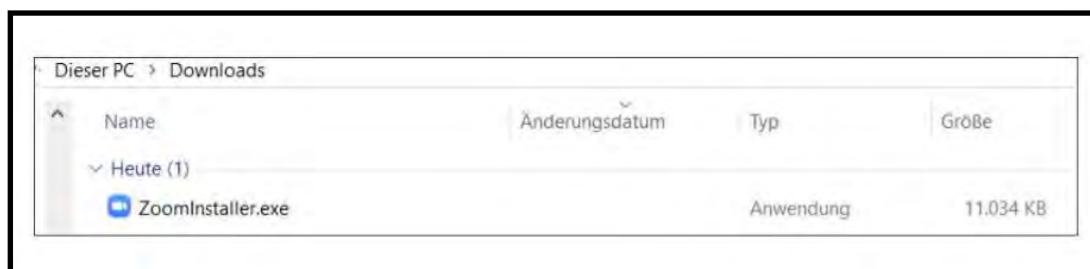 Dieser PC > Downloads
Name Änderungsdatum Typ Größe
Heute (1)
ZoomInstaller.exe Anwendung 11.034 KB